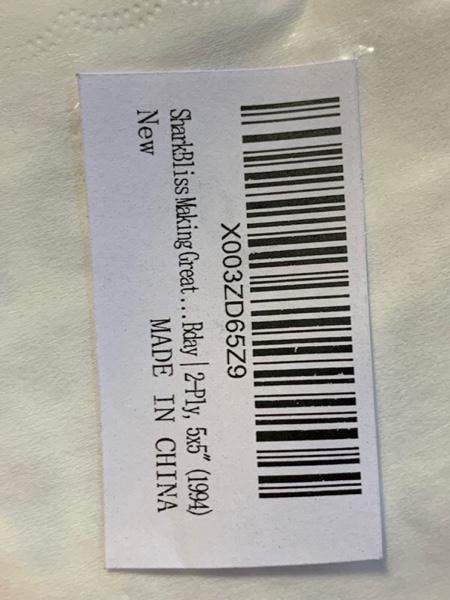 X003ZD65Z9
SharkBliss Making Great...Bday | 2-Ply, 5x5" (1994)
New
MADE IN CHINA